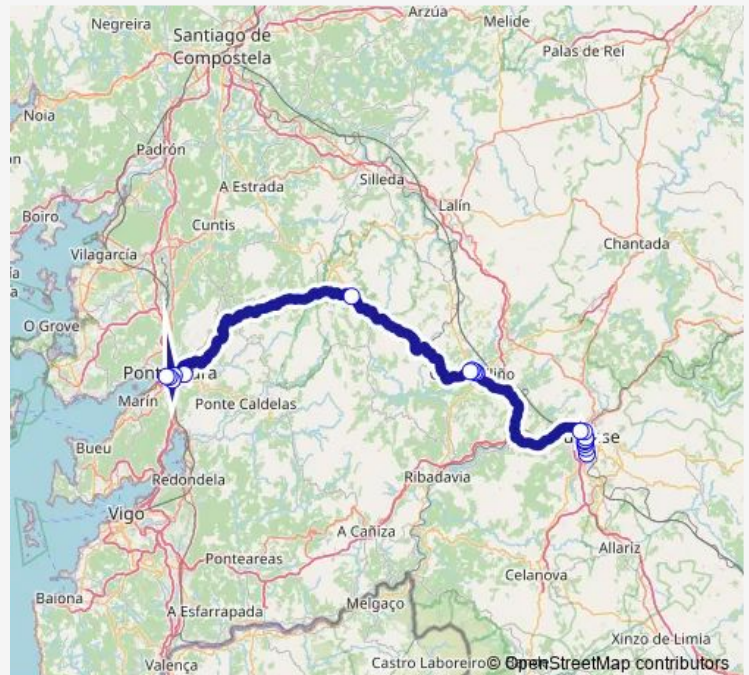 Arzúa
Negreira
Melide
Santiago de
Compostela
Palas de Rei
Noia
Padrón
Silleda
A Estrada
Lalín
Boiro
Cuntis
Chantada
Vilagarcía
O Grove
Marín
Ponte Caldelas
Bueu
Redondela
Ribadavia
Vigo
A Cañiza
Allariz
Ponteareas
Celanova
Baiona
A Esfarrapada
Melgaço
Xinzo de Limia
Valença
Castro Laboreiro
© OpenStreetMap contributors